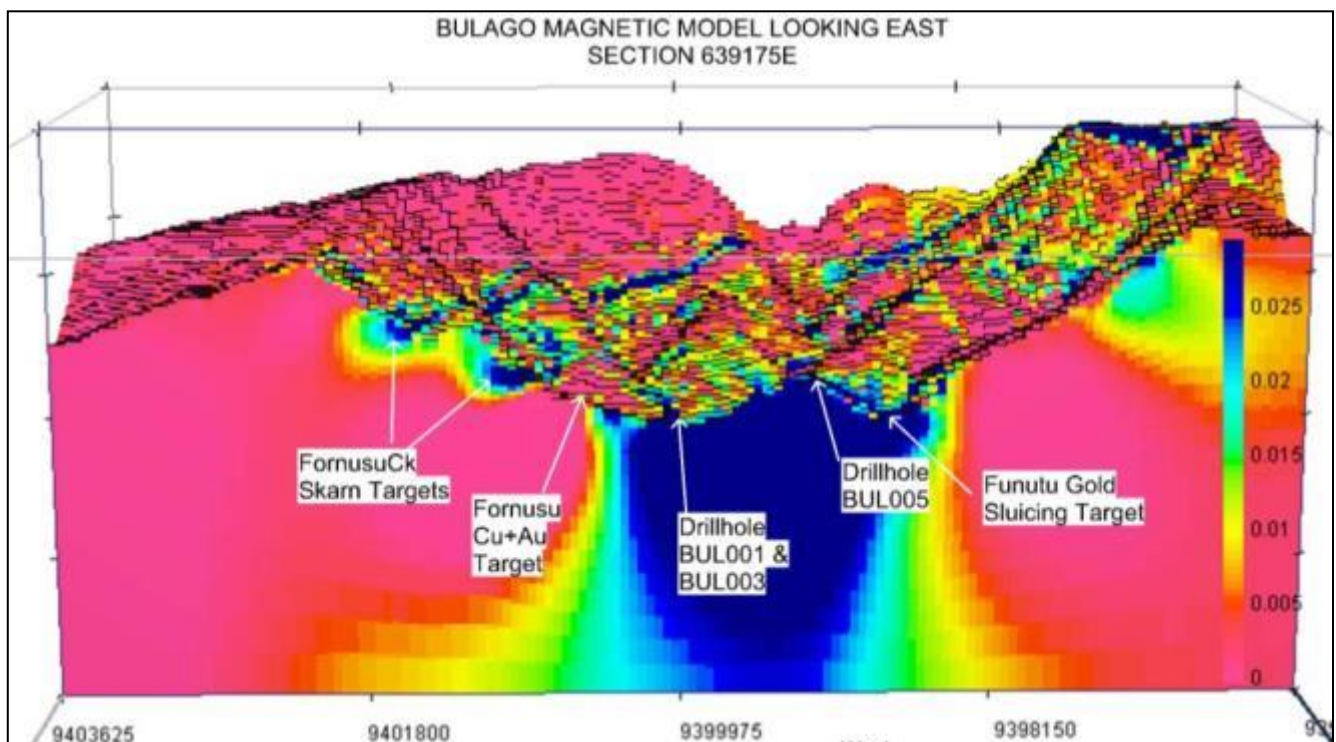 BULAGO MAGNETIC MODEL LOOKING EAST
SECTION 639175E
0.025
0.02
0.015
0.01
0.005
0
FornusuCk
Skarn Targets
Fornusu
Cu+Au
Target
Drillhole
BUL001 &
BUL003
Drillhole
BUL005
Funutu Gold
Sluicing Target
9403625
9401800
9399975
9398150